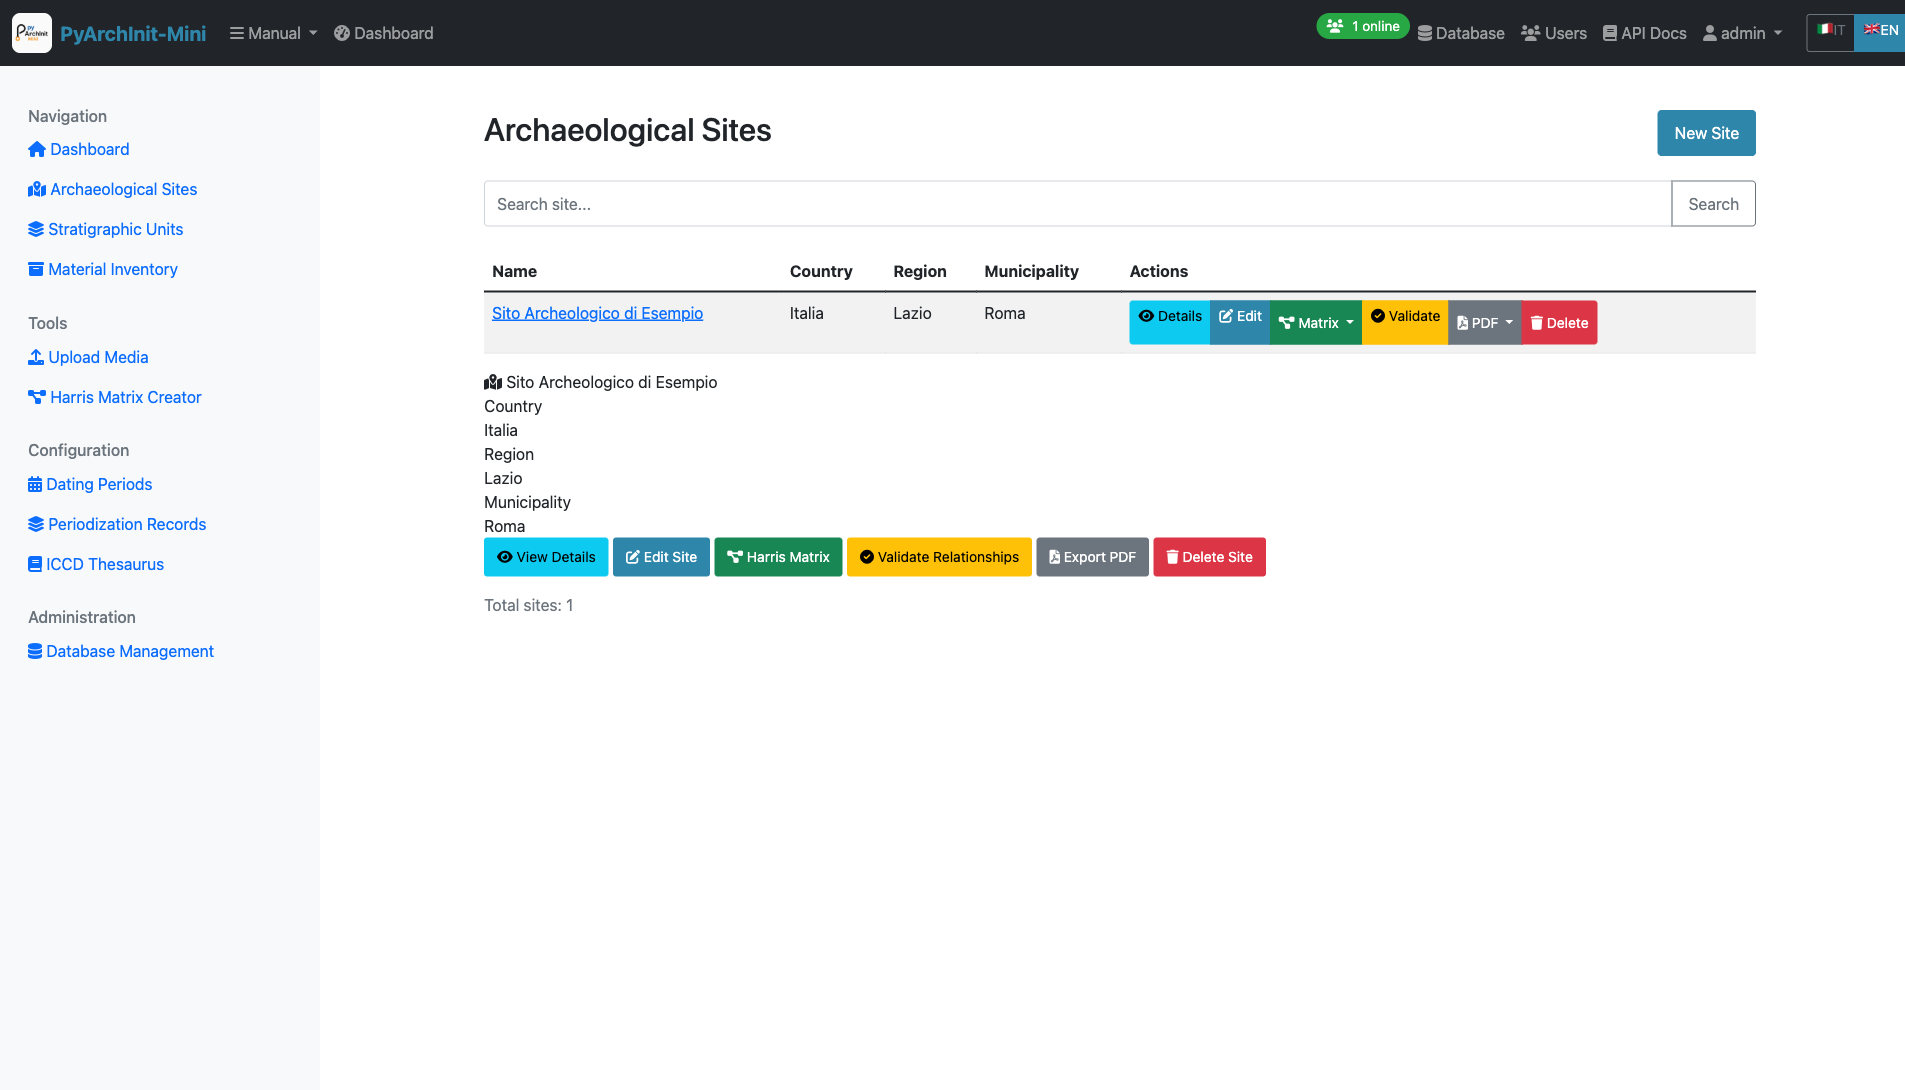 py
ArchInit
MINI
PyArchInit-Mini
Manual
Dashboard
1 online
Database
Users
API Docs
admin
IT
EN
Navigation
Dashboard
Archaeological Sites
Stratigraphic Units
Material Inventory
Tools
Upload Media
Harris Matrix Creator
Configuration
Dating Periods
Periodization Records
ICCD Thesaurus
Administration
Database Management
Archaeological Sites
New Site
Search site...
Search
Name Country Region Municipality Actions
Sito Archeologico di Esempio Italia Lazio Roma Details Edit Matrix Validate PDF Delete
Sito Archeologico di Esempio
Country
Italia
Region
Lazio
Municipality
Roma
View Details Edit Site Harris Matrix Validate Relationships Export PDF Delete Site
Total sites: 1